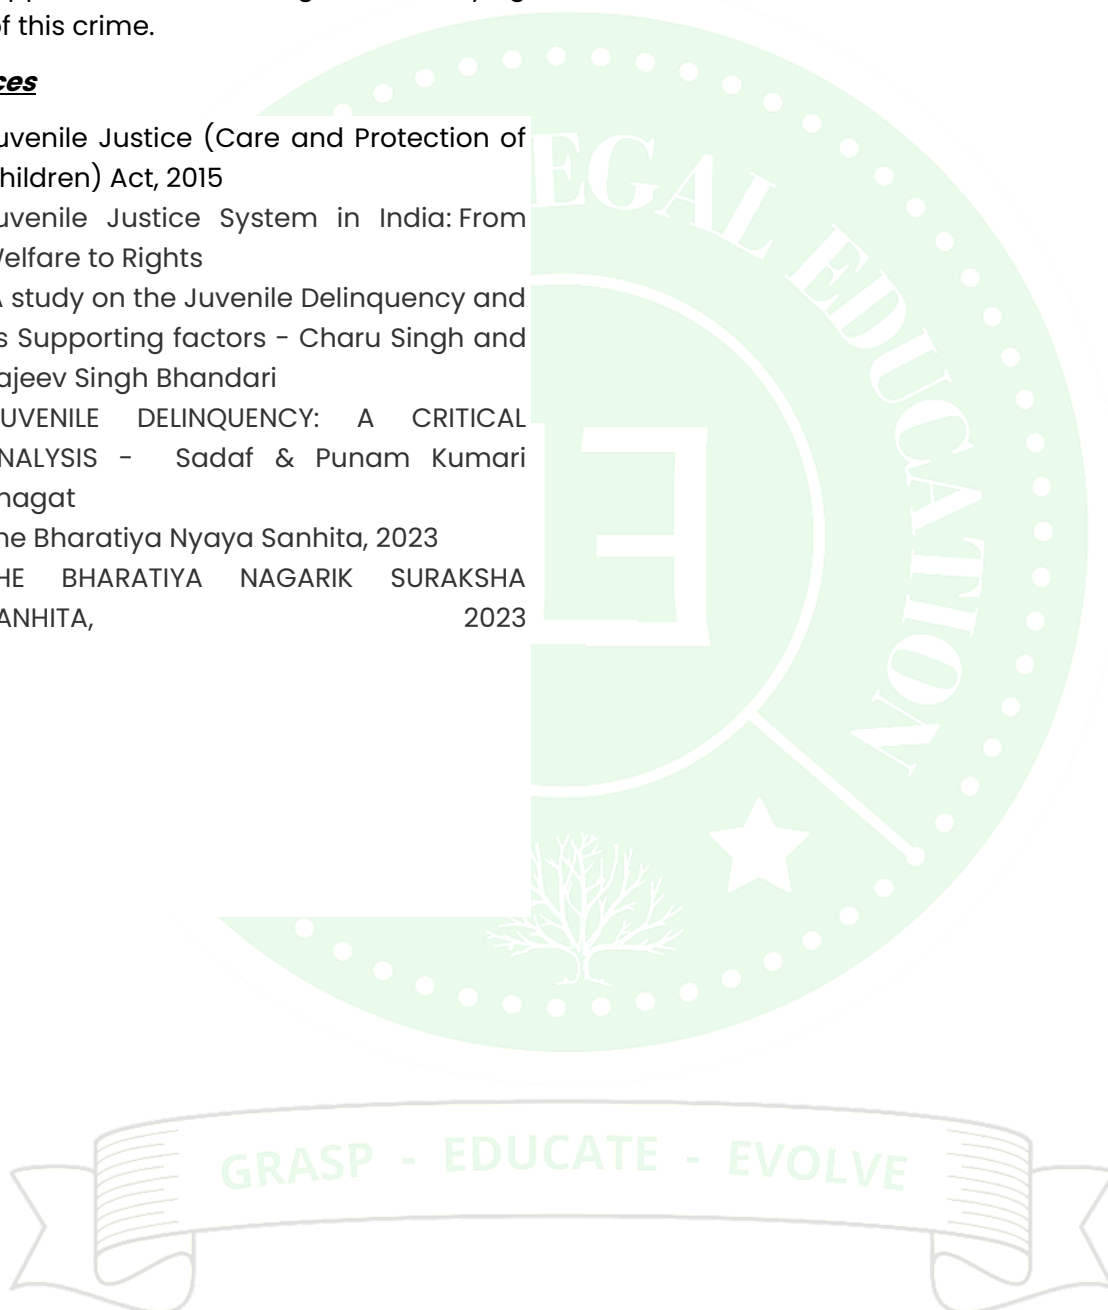 of this crime.
ces
uvenile Justice (Care and Protection of
hildren) Act, 2015
uvenile Justice System in India: From
Welfare to Rights
A study on the Juvenile Delinquency and
s Supporting factors - Charu Singh and
ajeev Singh Bhandari
UVENILE DELINQUENCY: A CRITICAL
NALYSIS - Sadaf & Punam Kumari
hagat
he Bharatiya Nyaya Sanhita, 2023
HE BHARATIYA NAGARIK SURAKSHA
ANHITA, 2023
EGAL EDUCATION
E
GRASP - EDUCATE - EVOLVE